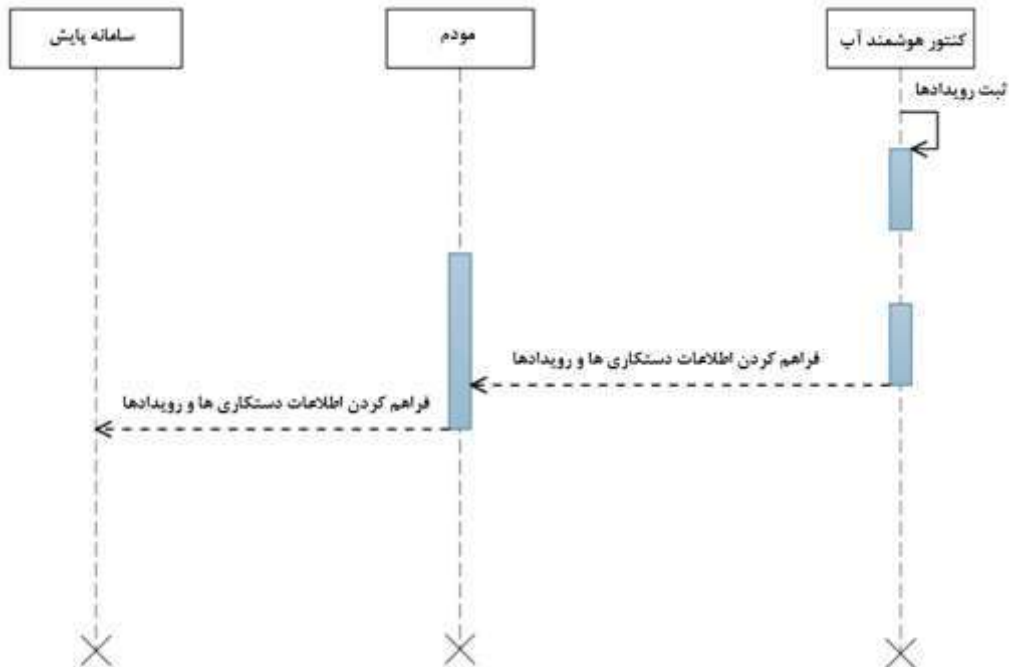 کنتور هوشمند آب
مودم
سامانه پایش
ثبت رویدادها
فراهم کردن اطلاعات دستکاری ها و رویدادها
فراهم کردن اطلاعات دستکاری ها و رویدادها